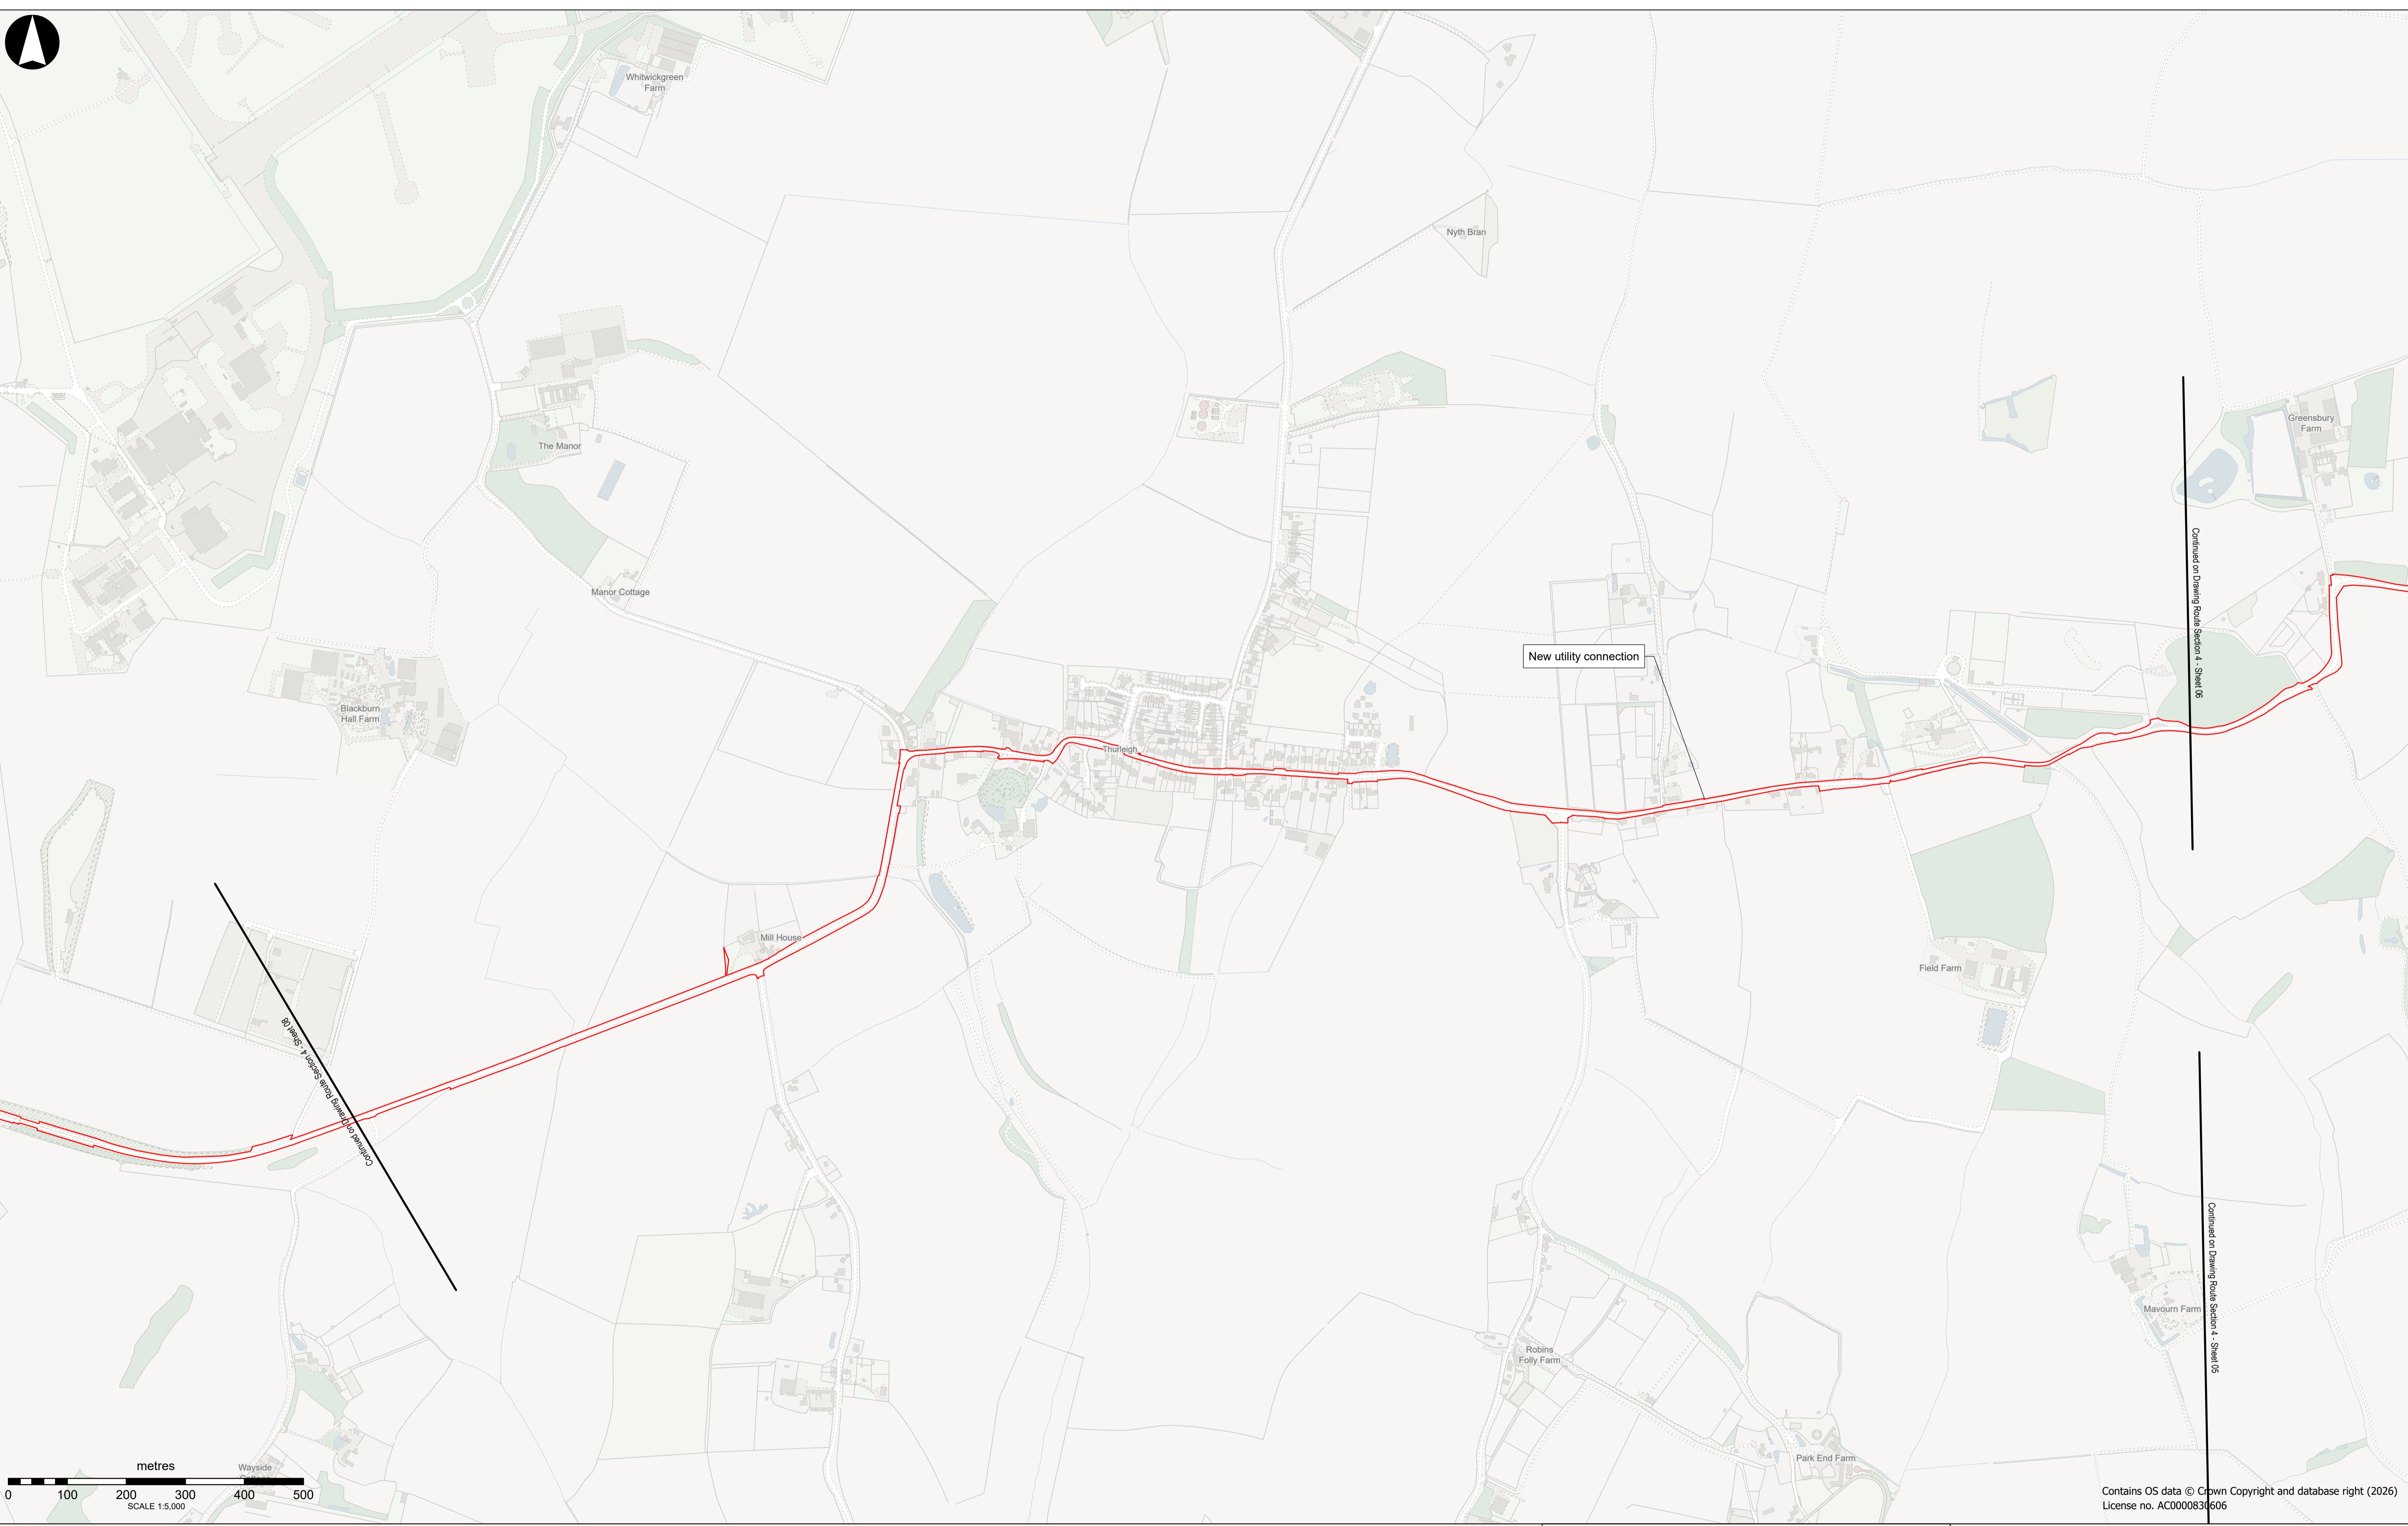 Whitwickgreen
Farm
Nyth Bran
Greensbury
Farm
The Manor
Manor Cottage
Continued on Drawing Route Section 4 - Sheet 06
New utility connection
Blackburn
Hall Farm
Thurleigh
Mill House
Field Farm
Continued on Drawing Route Section 4 - Sheet 08
Continued on Drawing Route Section 4 - Sheet 05
Mavourn Farm
Robins
Folly Farm
Park End Farm
Wayside
metres
0 100 200 300 400 500
SCALE 1:5,000
Contains OS data © Crown Copyright and database right (2026)
License no. AC0000830606